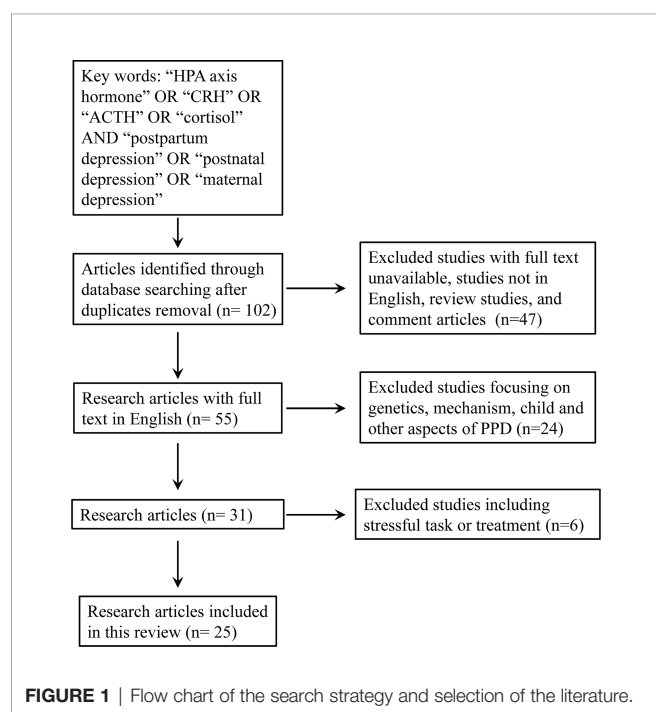 Key words: “HPA axis
hormone” OR “CRH” OR
“ACTH” OR “cortisol”
AND “postpartum
depression” OR “postnatal
depression” OR “maternal
depression”
Articles identified through
database searching after
duplicates removal (n= 102)
Excluded studies with full text
unavailable, studies not in
English, review studies, and
comment articles (n=47)
Research articles with full
text in English (n= 55)
Excluded studies focusing on
genetics, mechanism, child and
other aspects of PPD (n=24)
Research articles (n= 31)
Excluded studies including
stressful task or treatment (n=6)
Research articles included
in this review (n= 25)
FIGURE 1 | Flow chart of the search strategy and selection of the literature.